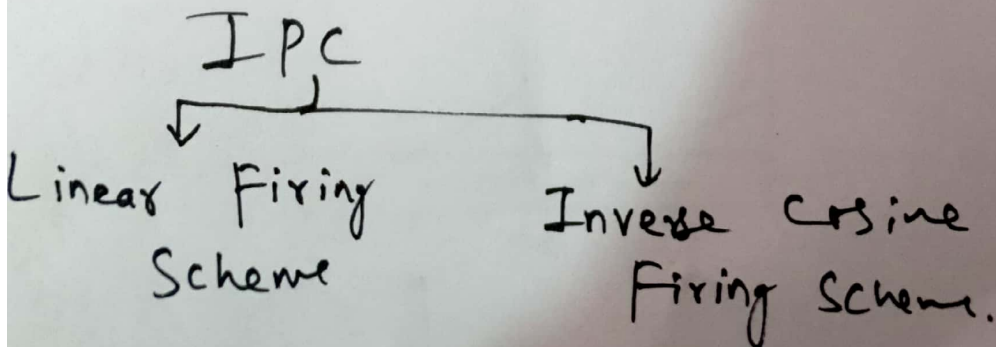 IPC
Linear Firing
Scheme
Inverse Cosine
Firing Scheme.